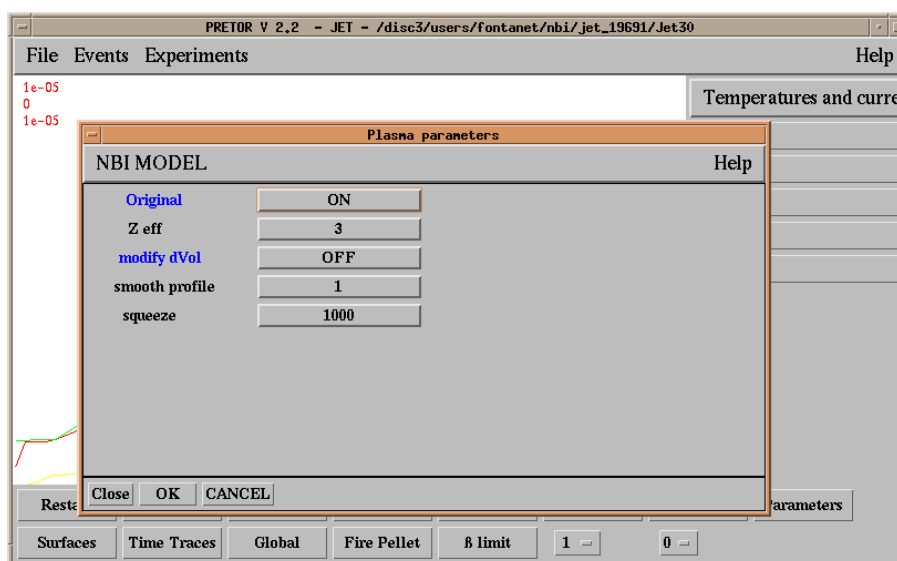 PRETOR V 2.2 - JET - /disc3/users/fontanet/nbi/jet_19691/Jet30
File Events Experiments Help
1e-05
0
1e-05
Temperatures and curre
Plasma parameters
NBI MODEL Help
Original ON
Z eff 3
modify dVol OFF
smooth profile 1
squeeze 1000
Close OK CANCEL
Resta arameters
Surfaces Time Traces Global Fire Pellet ß limit 1 0